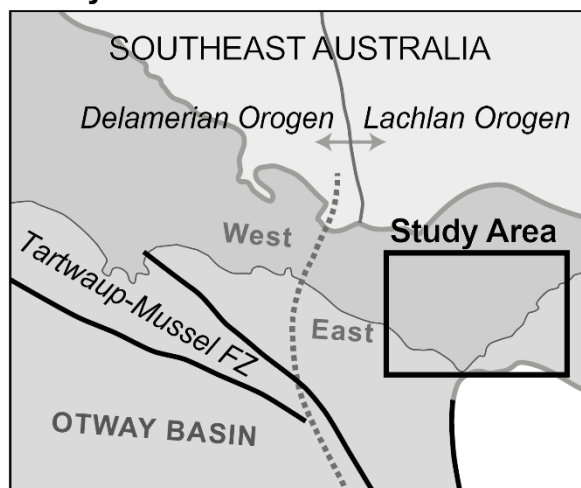 SOUTHEAST AUSTRALIA
Delamerian Orogen
Lachlan Orogen
West
Study Area
East
Tartwaup-Mussel FZ
OTWAY BASIN